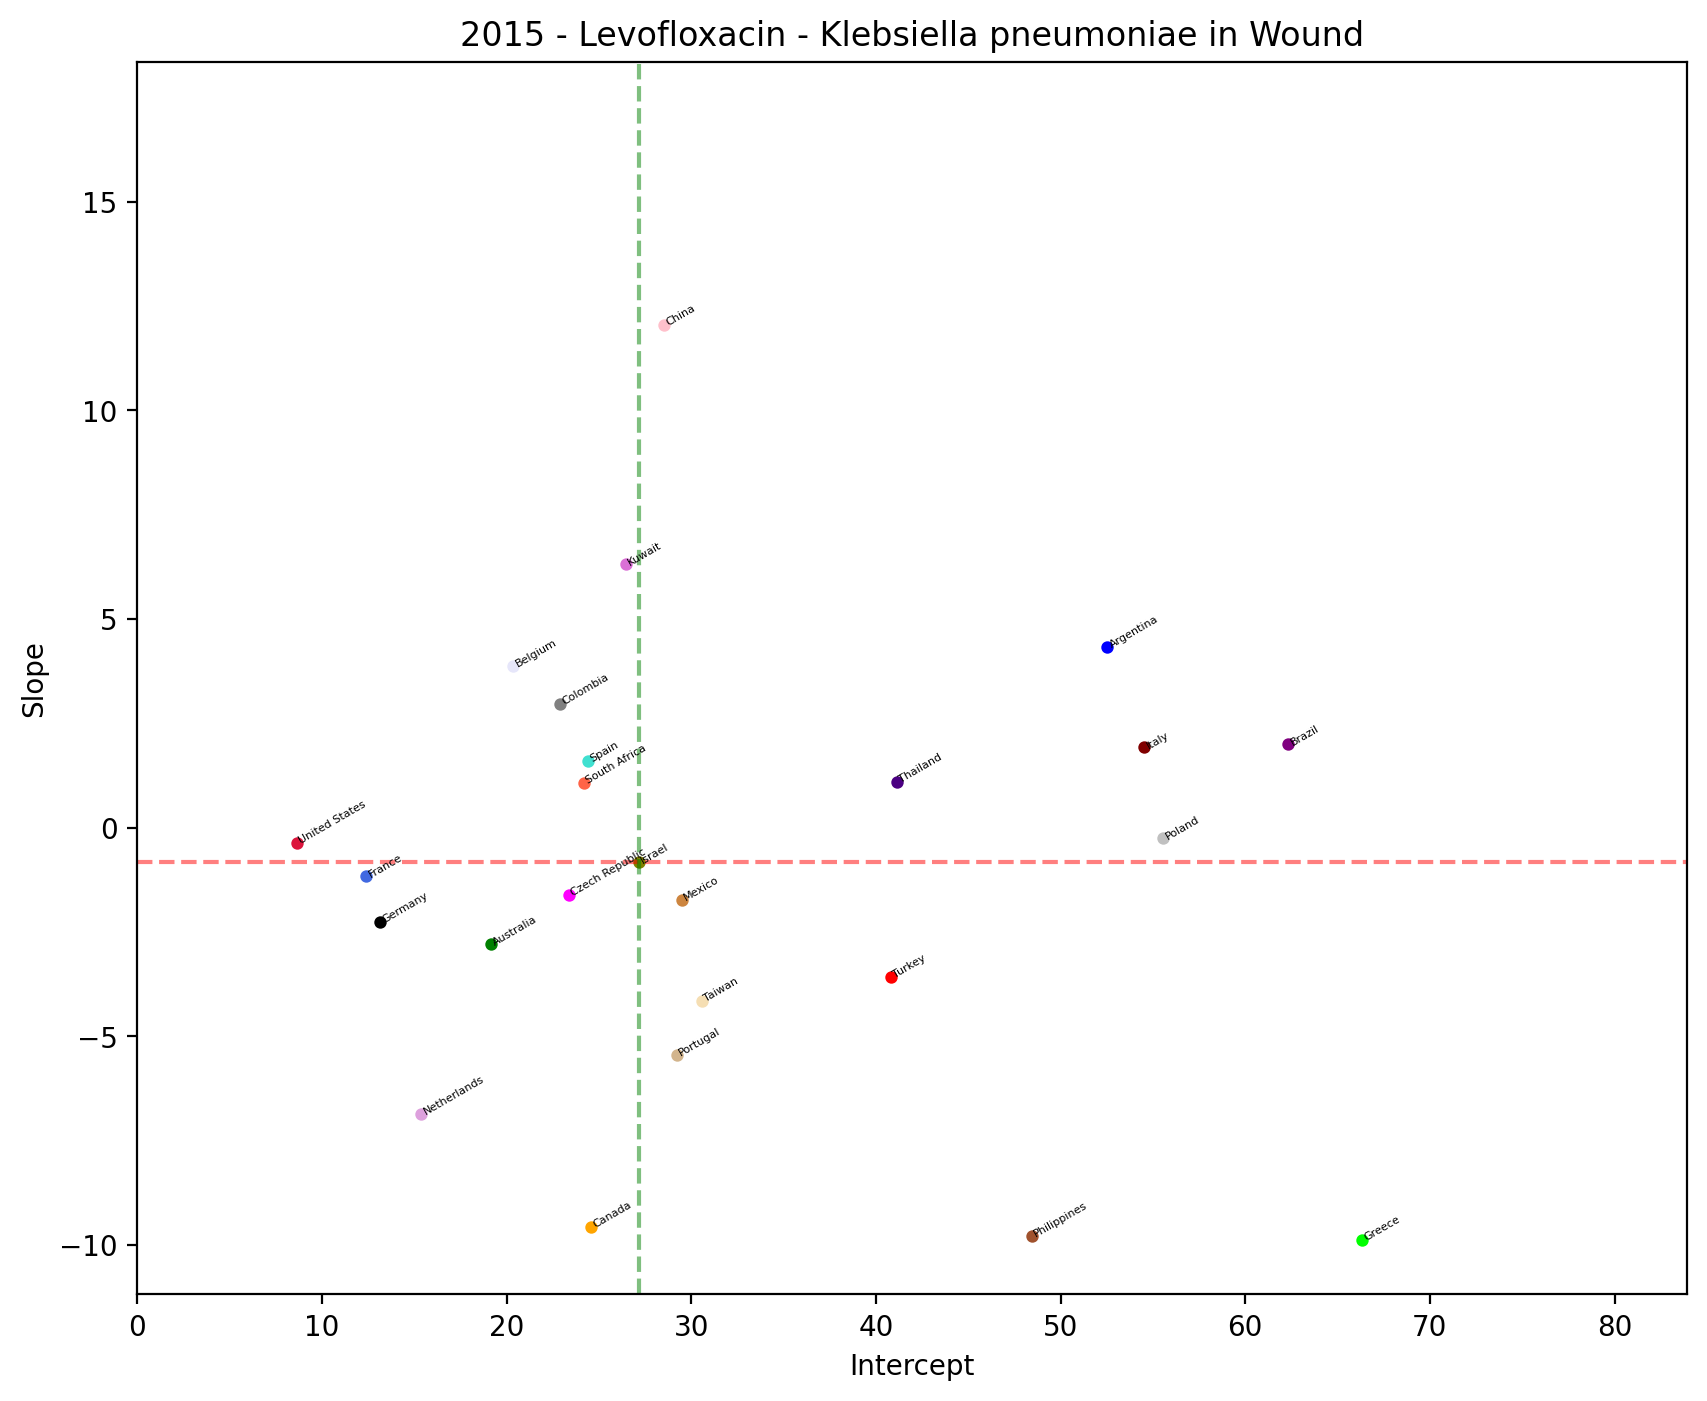 2015 - Levofloxacin - Klebsiella pneumoniae in Wound
15
10
5
0
−5
−10
Slope
China
Kuwait
Argentina
Belgium
Colombia
Spain
South Africa
Italy
Brazil
Thailand
United States
Poland
France
Czech Republic
Israel
Mexico
Germany
Australia
Turkey
Taiwan
Portugal
Netherlands
Canada
Philippines
Greece
0 10 20 30 40 50 60 70 80
Intercept